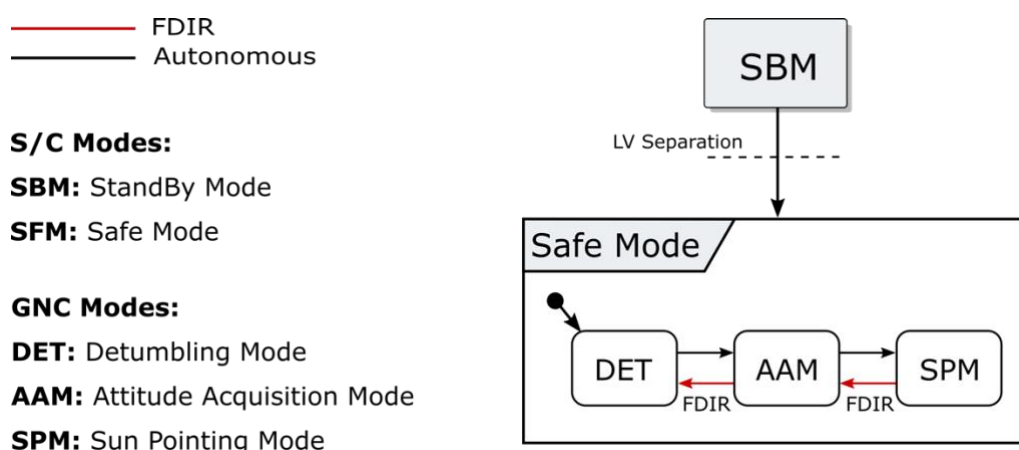 FDIR
Autonomous
S/C Modes:
SBM: StandBy Mode
SFM: Safe Mode
GNC Modes:
DET: Detumbling Mode
AAM: Attitude Acquisition Mode
SPM: Sun Pointing Mode
SBM
LV Separation
Safe Mode
DET
AAM
SPM
FDIR
FDIR